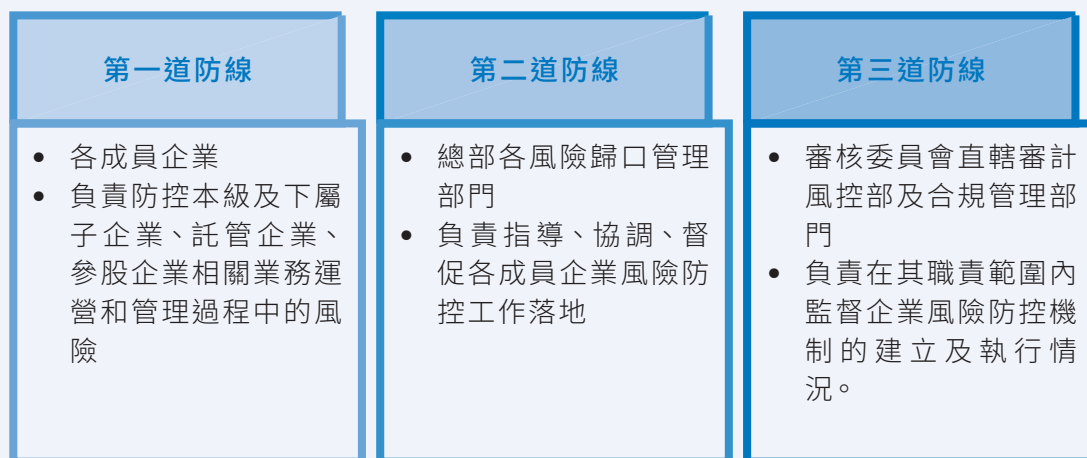 第一道防線
• 各成員企業
• 負責防控本級及下屬
子企業、託管企業、
參股企業相關業務運
營和管理過程中的風
險
第二道防線
• 總部各風險歸口管理
部門
• 負責指導、協調、督
促各成員企業風險防
控工作落地
第三道防線
• 審核委員會直轄審計
風控部及合規管理部
門
• 負責在其職責範圍內
監督企業風險防控機
制的建立及執行情
況。